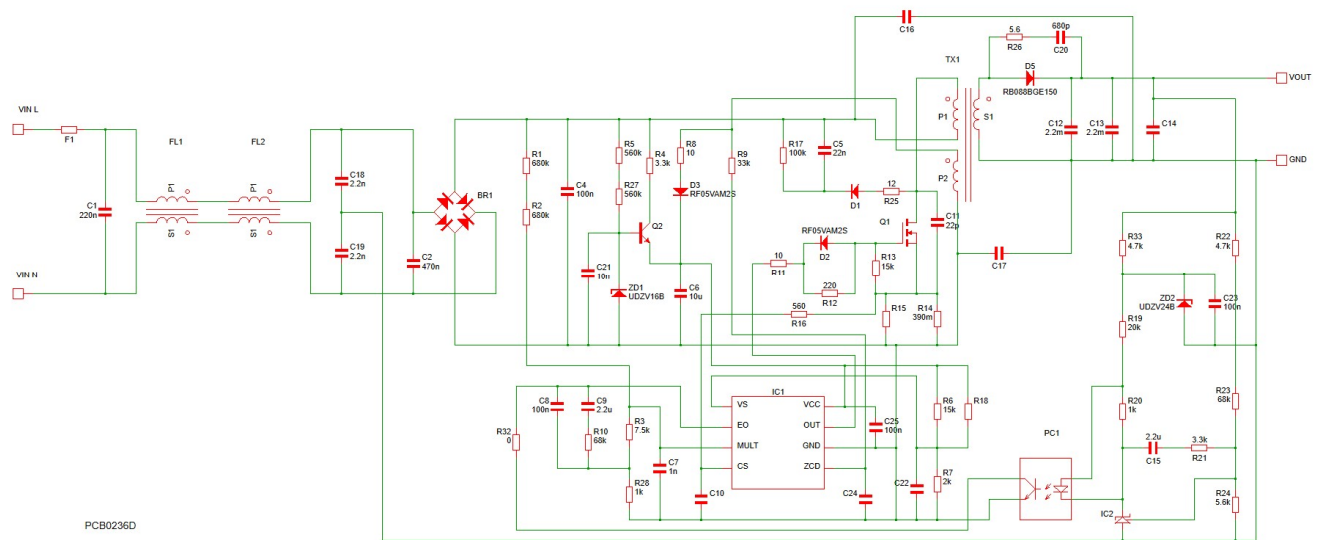 C16
5.6
R26
680p
C20
TX1
D5
RB088BGE150
VOUT
VIN L
F1
FL1
FL2
P1
S1
P1
S1
C1
220n
C18
2.2n
C19
2.2n
C2
470n
BR1
R1
680k
R2
680k
C4
100n
R5
560k
R27
560k
R4
3.3k
R8
10
D3
RF05VAM2S
R9
33k
R17
100k
C5
22n
D1
12
R25
P1
S1
P2
C12
2.2m
C13
2.2m
C14
GND
Q2
Q1
C11
22p
RF05VAM2S
D2
10
R11
220
R12
R13
15k
C17
C21
10u
ZD1
UDZV16B
C6
10u
560
R16
R15
R14
390m
R33
4.7k
R22
4.7k
ZD2
UDZV24B
C23
100n
R19
20k
VIN N
IC1
VS
EO
MULT
CS
VCC
OUT
GND
ZCD
C8
100n
C9
2.2u
R32
0
R10
68k
R3
7.5k
R28
1k
C7
1n
C10
C24
C22
C25
100n
R6
15k
R18
R7
2k
R20
1k
R23
68k
2.2u
C15
3.3k
R21
PC1
IC2
R24
5.6k
PCB0236D